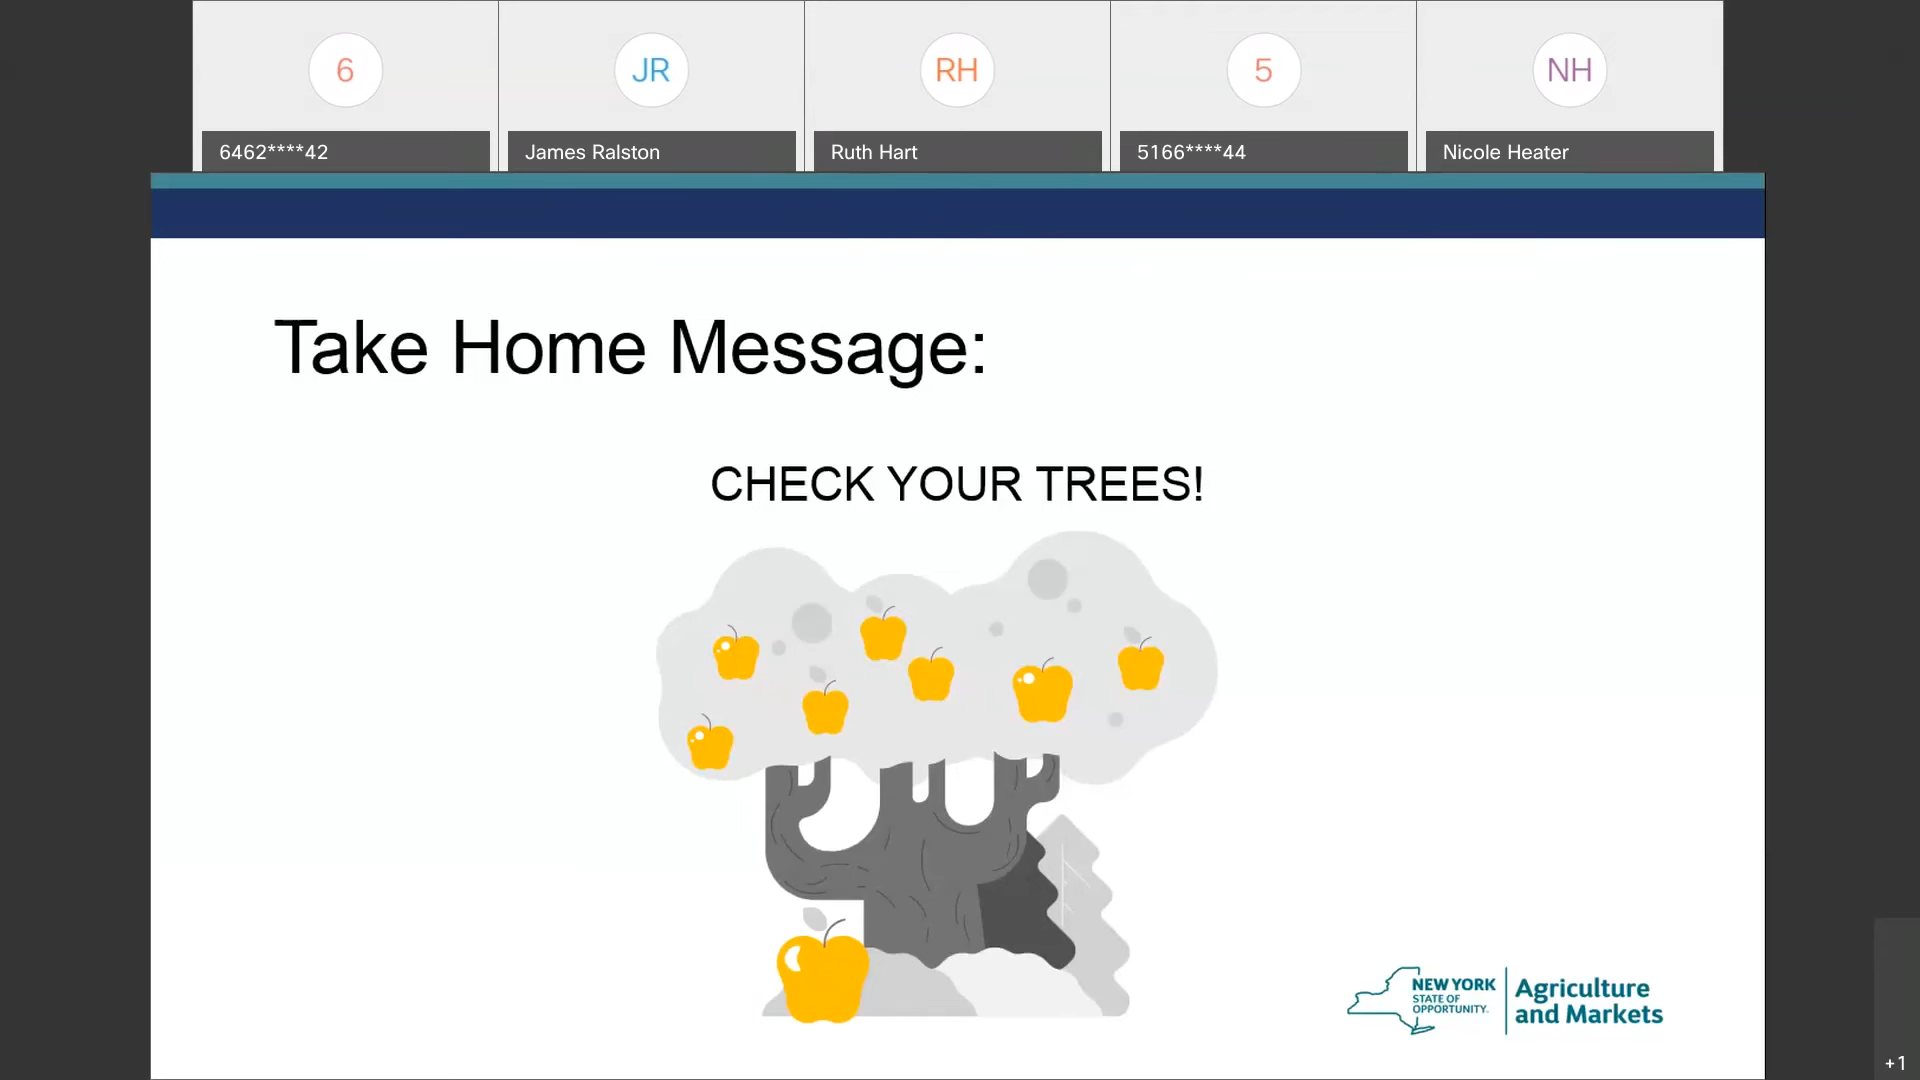 6
JR
RH
5
NH
6462****42
James Ralston
Ruth Hart
5166****44
Nicole Heater
Take Home Message:
CHECK YOUR TREES!
NEW YORK
STATE OF
OPPORTUNITY.
Agriculture
and Markets
+1